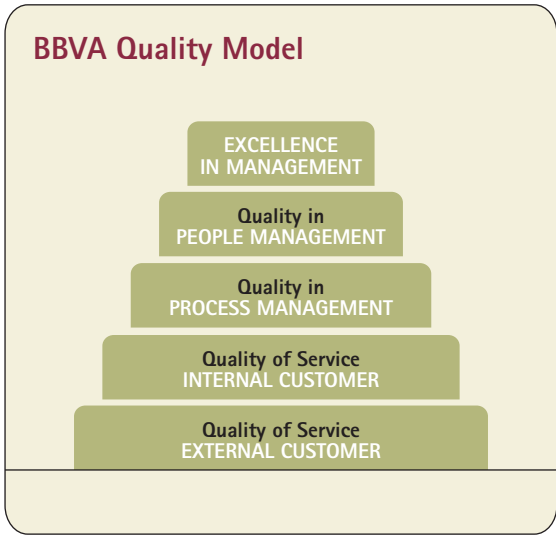 BBVA Quality Model
EXCELLENCE
IN MANAGEMENT
Quality in
PEOPLE MANAGEMENT
Quality in
PROCESS MANAGEMENT
Quality of Service
INTERNAL CUSTOMER
Quality of Service
EXTERNAL CUSTOMER